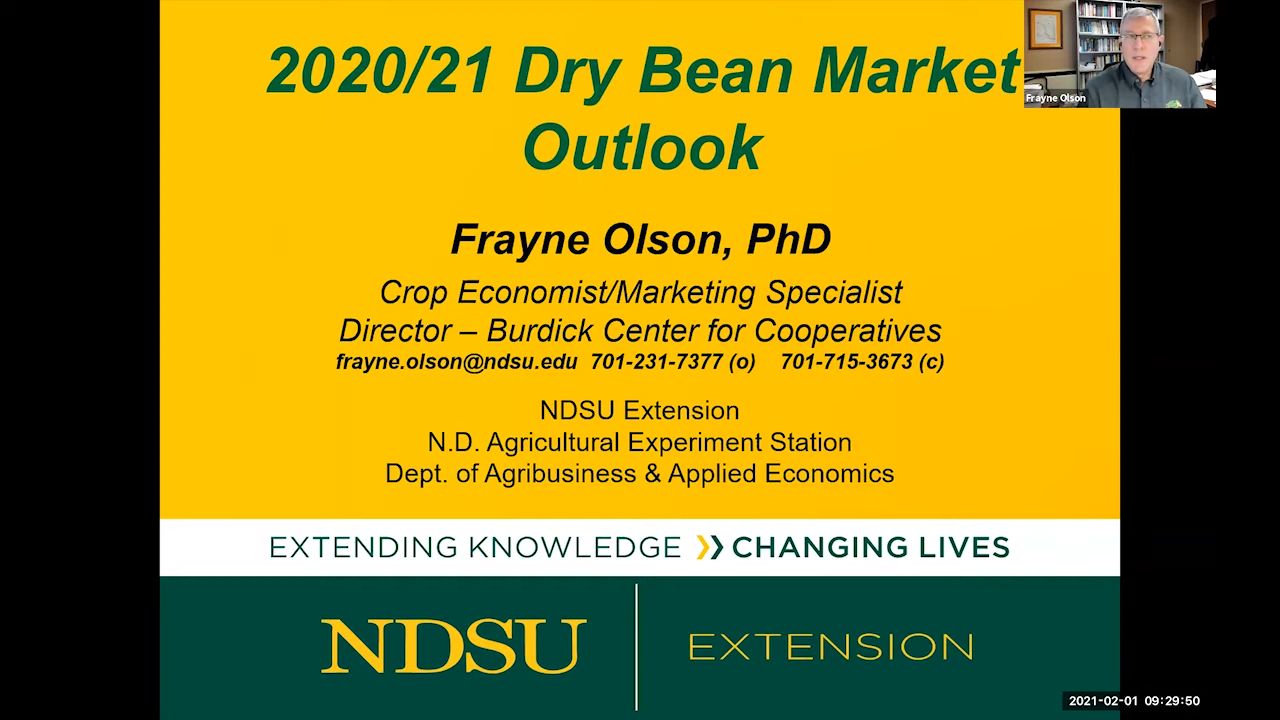 2020/21 Dry Bean Market
Outlook
Frayne Olson
Frayne Olson, PhD
Crop Economist/Marketing Specialist
Director – Burdick Center for Cooperatives
frayne.olson@ndsu.edu 701-231-7377 (o) 701-715-3673 (c)
NDSU Extension
N.D. Agricultural Experiment Station
Dept. of Agribusiness & Applied Economics
EXTENDING KNOWLEDGE CHANGING LIVES
NDSU EXTENSION
2021-02-01 09:29:50